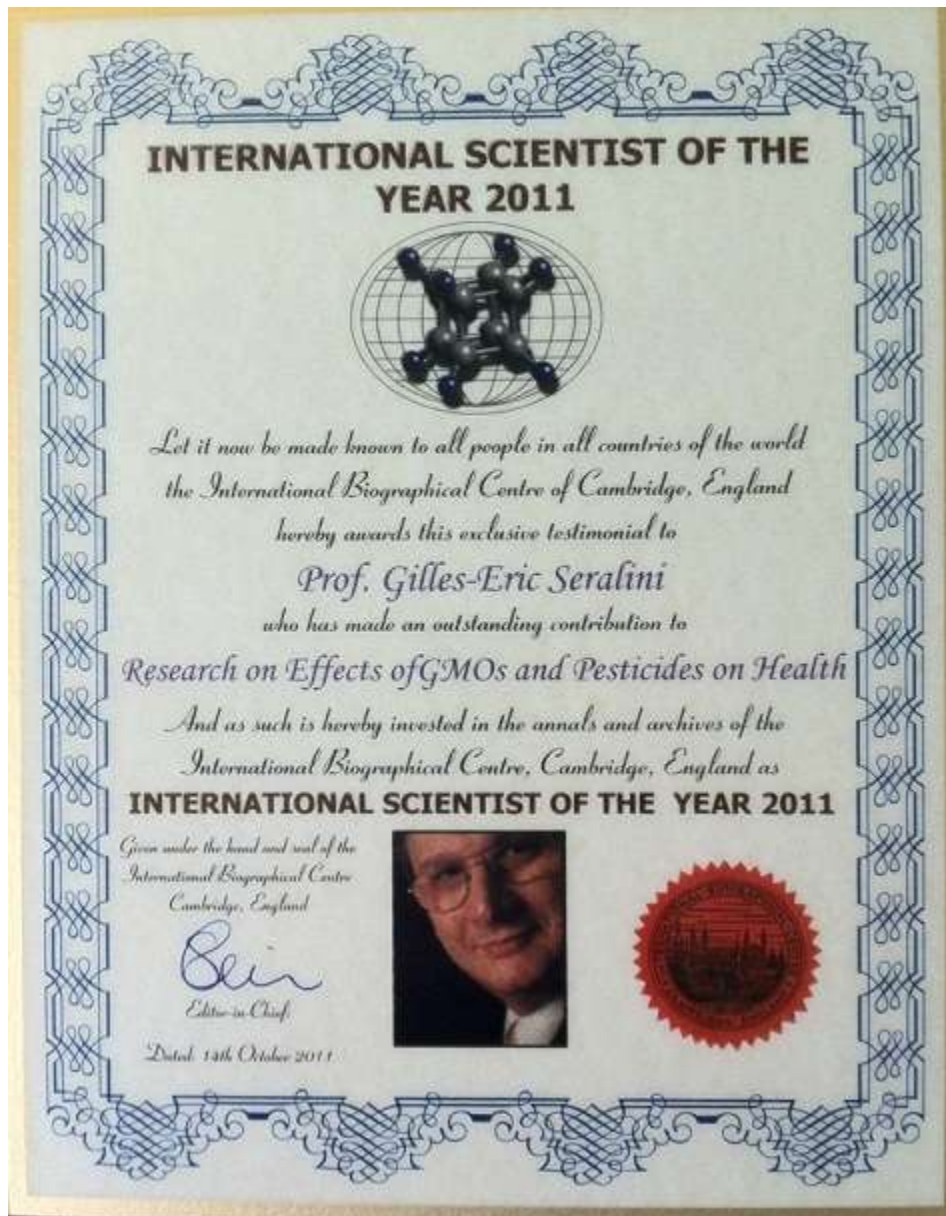 INTERNATIONAL SCIENTIST OF THE
YEAR 2011
Let it now be made known to all people in all countries of the world
the International Biographical Centre of Cambridge, England
hereby awards this exclusive testimonial to
Prof. Gilles-Eric Seralini
who has made an outstanding contribution to
Research on Effects ofGMOs and Pesticides on Health
And as such is hereby invested in the annals and archives of the
International Biographical Centre, Cambridge, England as
INTERNATIONAL SCIENTIST OF THE YEAR 2011
Given under the hand and seal of the
International Biographical Centre
Cambridge, England
Editor-in-Chief
Dated: 14th October 2011